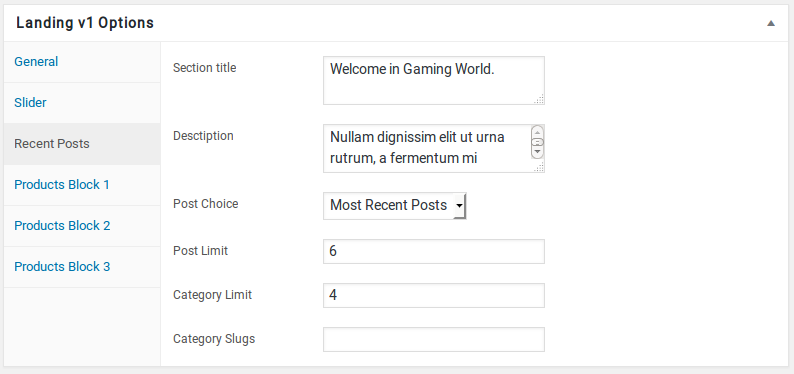 Landing v1 Options
General
Slider
Recent Posts
Products Block 1
Products Block 2
Products Block 3
Section title
Welcome in Gaming World.
Desctiption
Nullam dignissim elit ut urna
rutrum, a fermentum mi
Post Choice
Most Recent Posts
Post Limit
6
Category Limit
4
Category Slugs